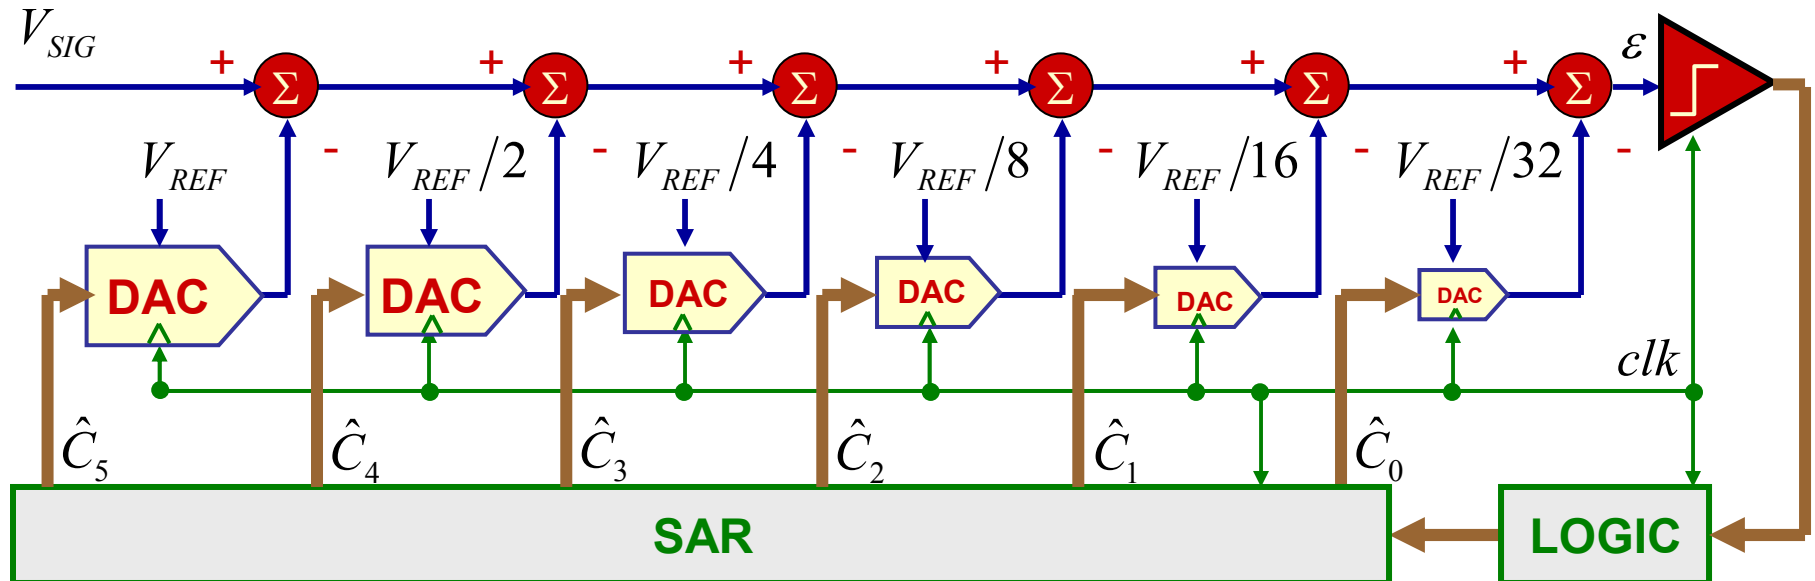 V_SIG
+ + + + + + ε
Σ Σ Σ Σ Σ Σ
- - - - - -
V_REF V_REF/2 V_REF/4 V_REF/8 V_REF/16 V_REF/32
DAC DAC DAC DAC DAC DAC
clk
Ĉ_5 Ĉ_4 Ĉ_3 Ĉ_2 Ĉ_1 Ĉ_0
SAR LOGIC